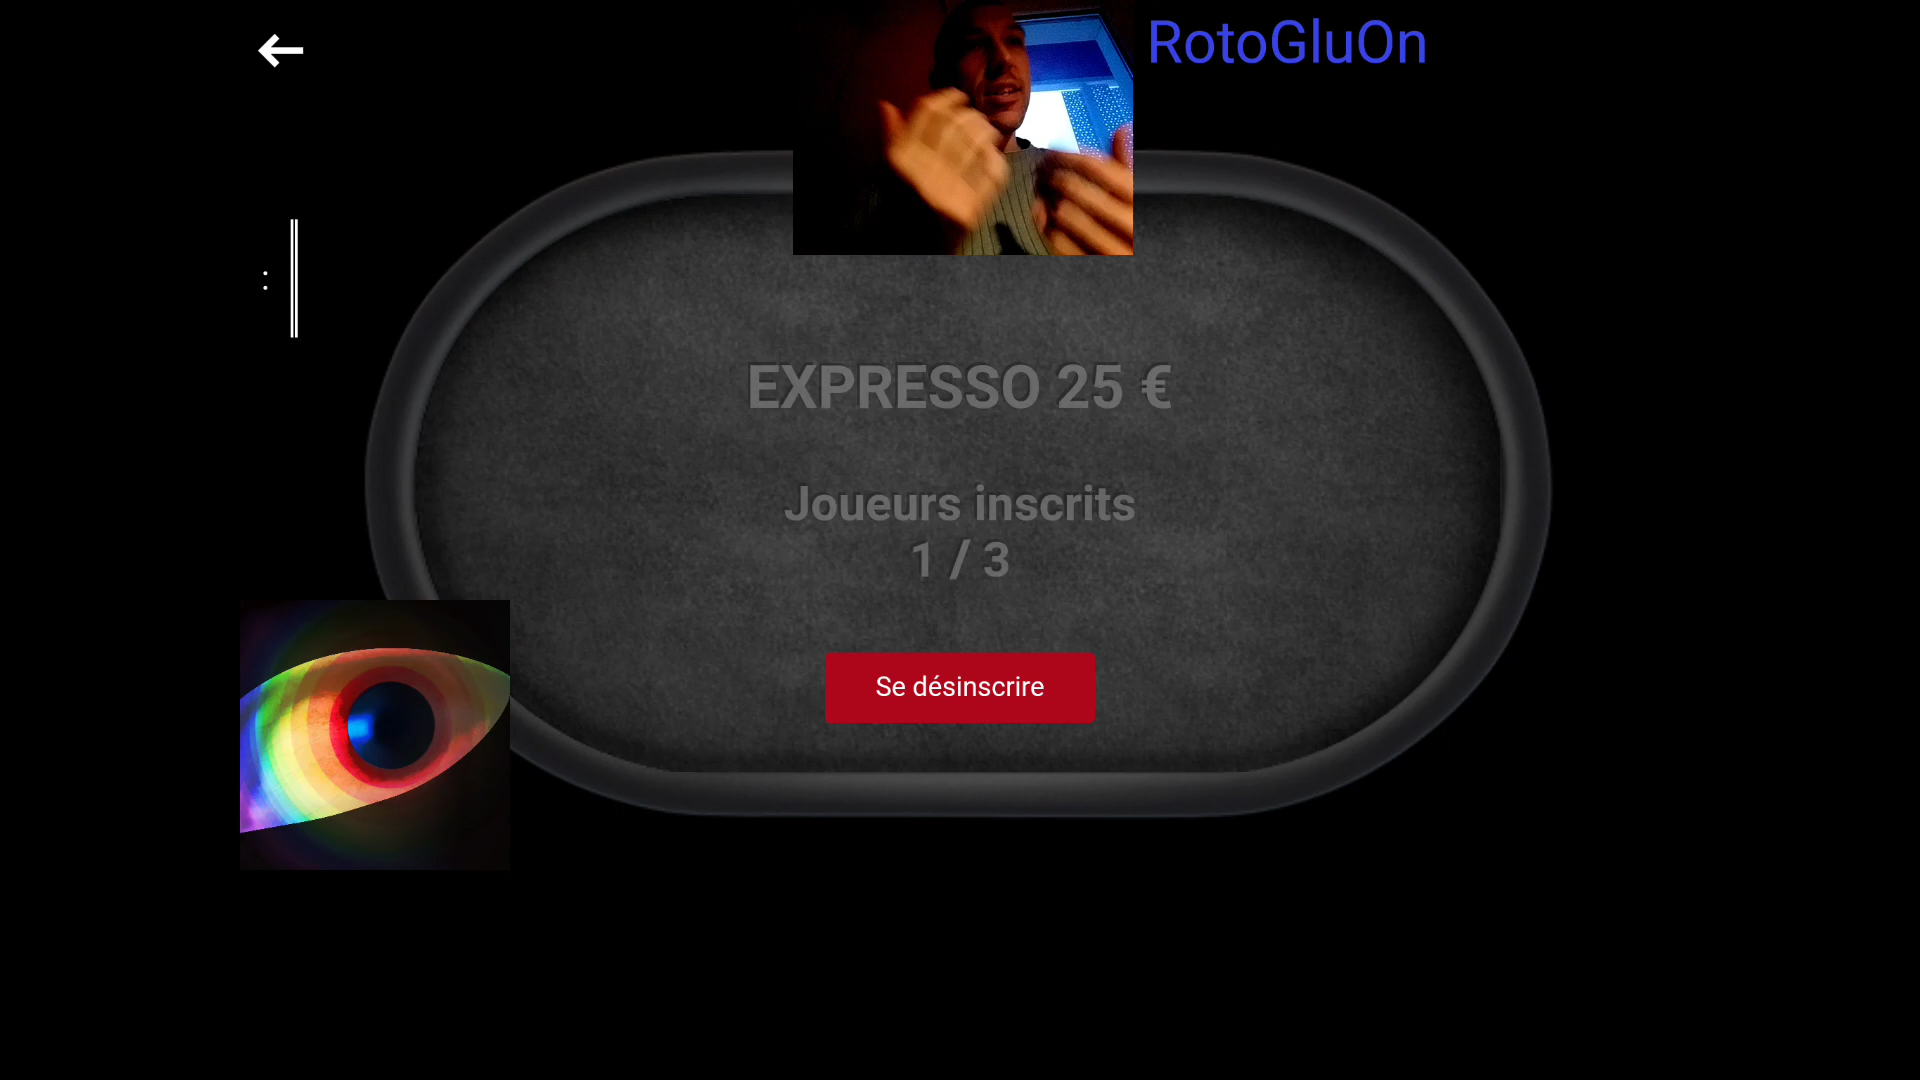 RotoGluOn
:
EXPRESSO 25 €
Joueurs inscrits
1 / 3
Se désinscrire